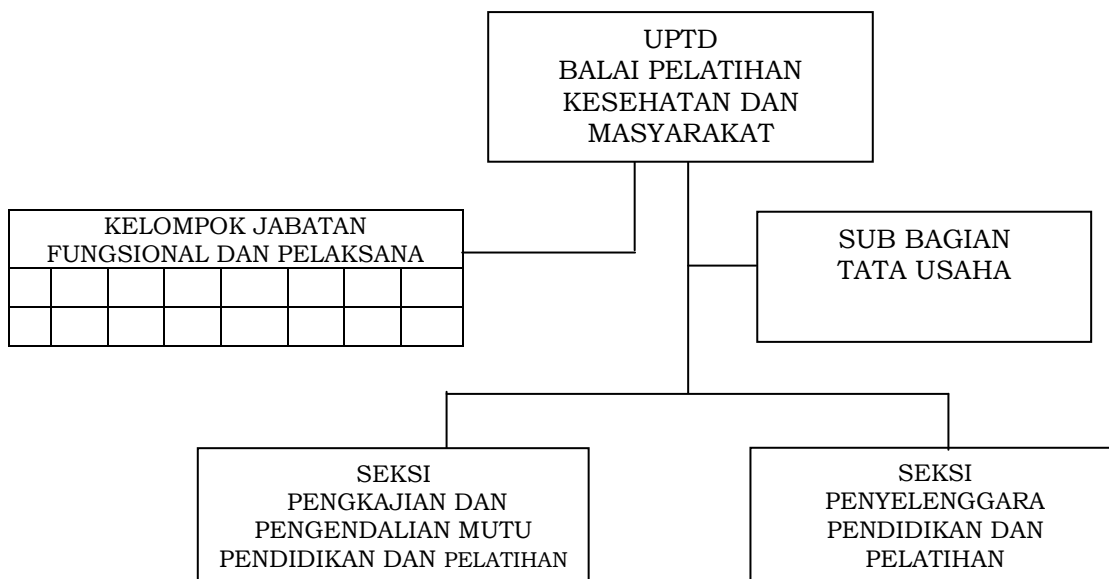 UPTD
BALAI PELATIHAN
KESEHATAN DAN
MASYARAKAT
KELOMPOK JABATAN
FUNGSIONAL DAN PELAKSANA
SUB BAGIAN
TATA USAHA
SEKSI
PENGKAJIAN DAN
PENGENDALIAN MUTU
PENDIDIKAN DAN PELATIHAN
SEKSI
PENYELENGGARA
PENDIDIKAN DAN
PELATIHAN